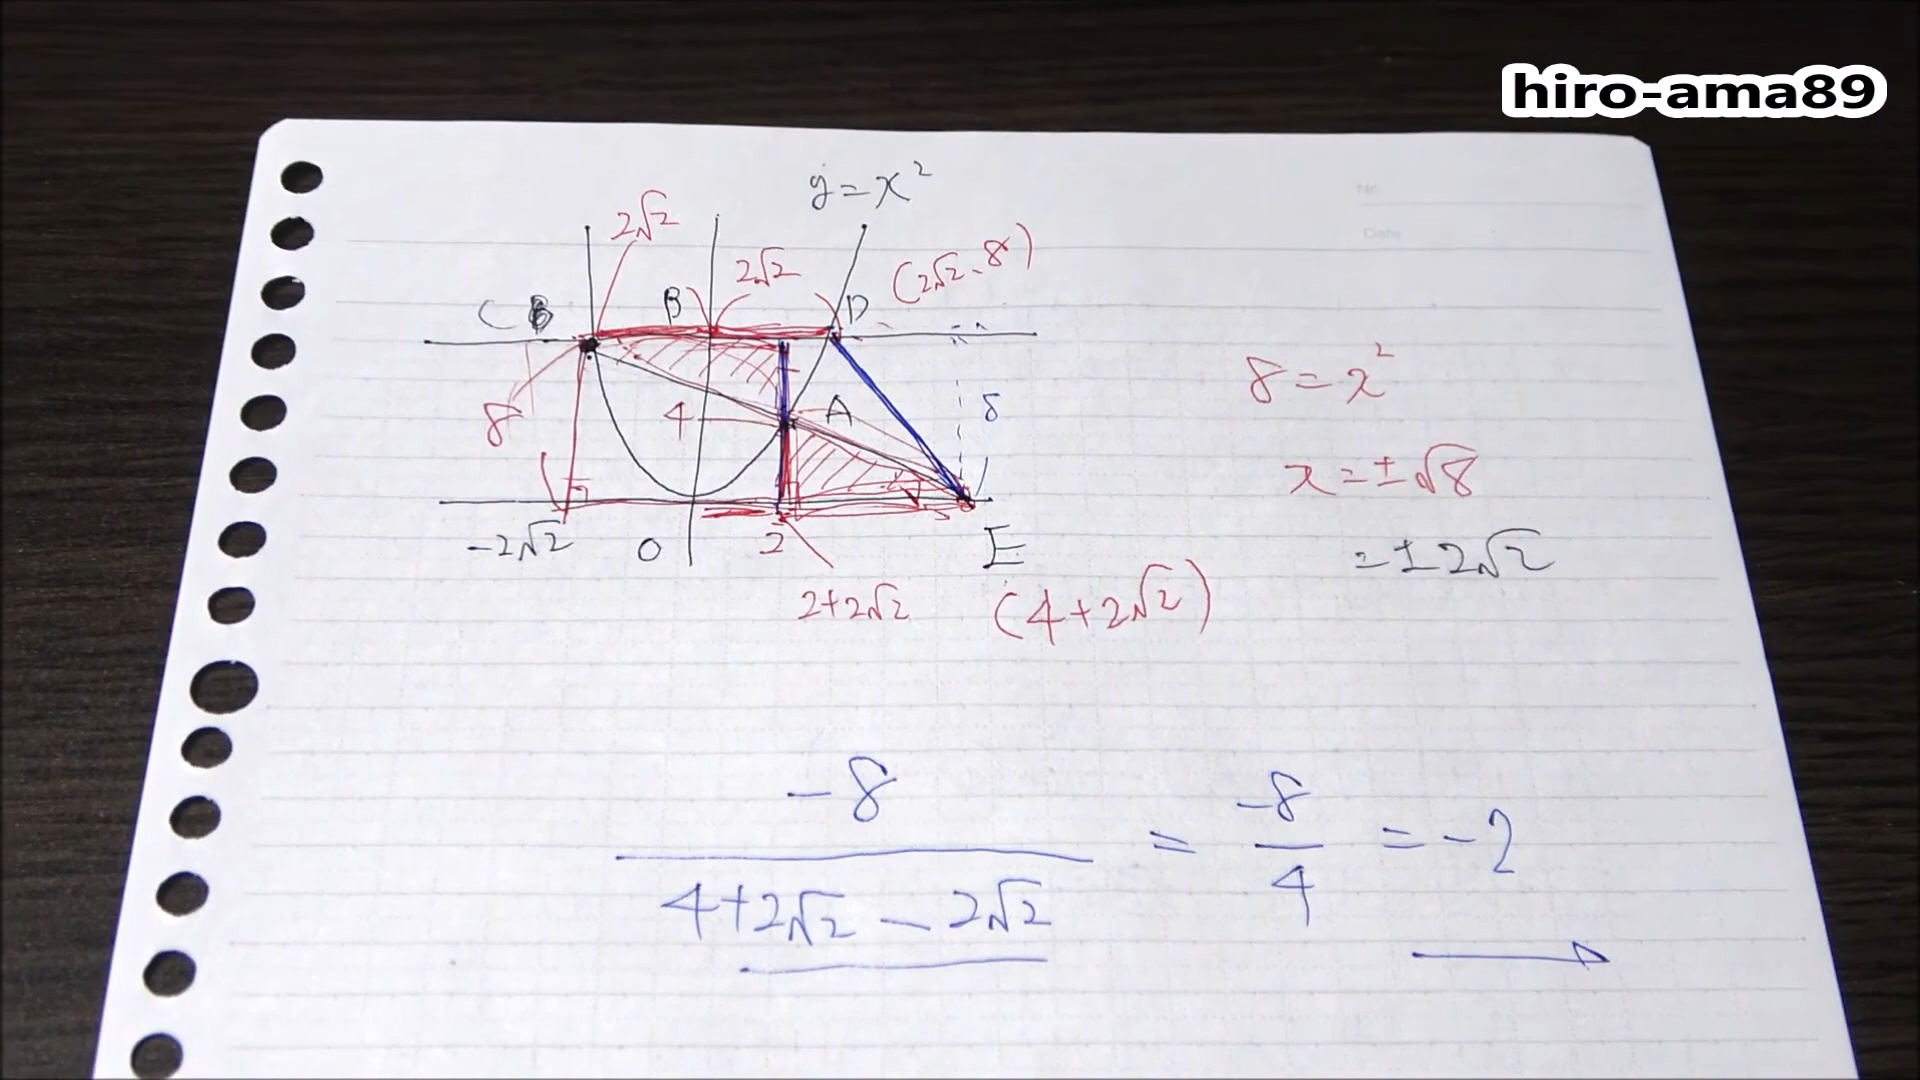 hiro-ama89
y=x²
2√2
2√2
(2√2、8)
C
B
D
8
4
A
8
-2√2
O
2
E
2+2√2
(4+2√2)
8=x²
x=±√8
=±2√2
-8/(4+2√2-2√2) = -8/4 = -2